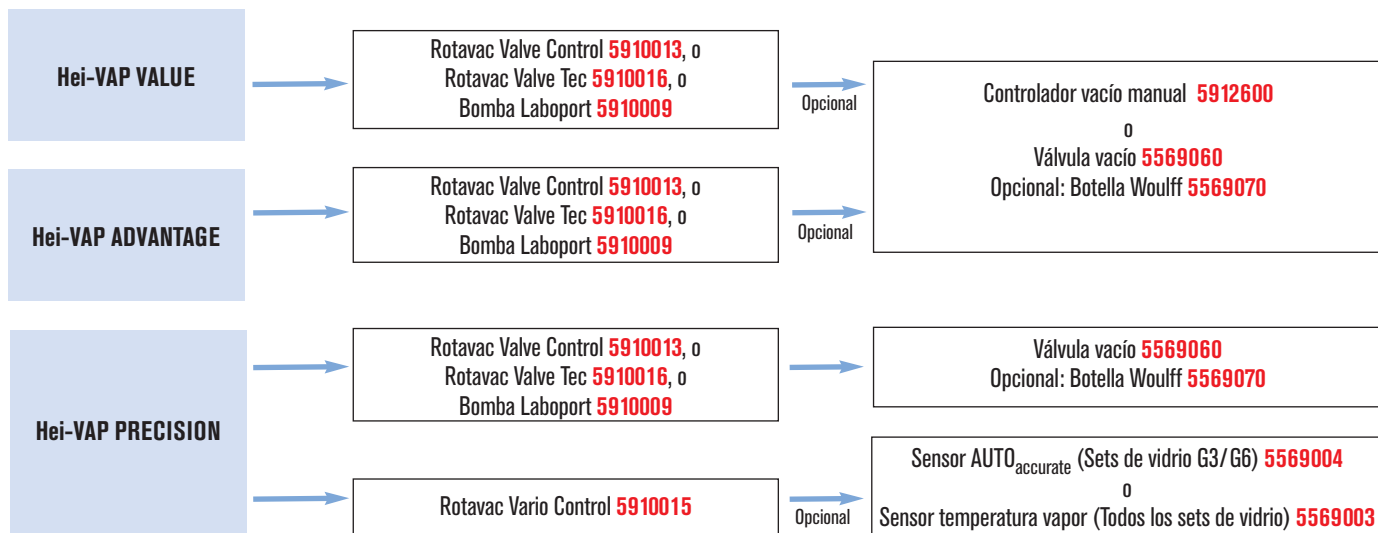 Hei-VAP VALUE
Rotavac Valve Control 5910013, o
Rotavac Valve Tec 5910016, o
Bomba Laboport 5910009
Opcional
Controlador vacío manual 5912600
o
Válvula vacío 5569060
Opcional: Botella Woulff 5569070
Hei-VAP ADVANTAGE
Rotavac Valve Control 5910013, o
Rotavac Valve Tec 5910016, o
Bomba Laboport 5910009
Opcional
Hei-VAP PRECISION
Rotavac Valve Control 5910013, o
Rotavac Valve Tec 5910016, o
Bomba Laboport 5910009
Válvula vacío 5569060
Opcional: Botella Woulff 5569070
Rotavac Vario Control 5910015
Opcional
Sensor AUTOaccurate (Sets de vidrio G3/G6) 5569004
o
Sensor temperatura vapor (Todos los sets de vidrio) 5569003